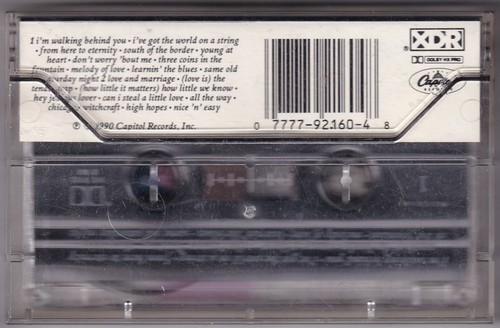 1 i'm walking behind you • i've got the world on a string
• from here to eternity • south of the border • young at
heart • don't worry 'bout me • three coins in the
fountain • melody of love • learnin' the blues • same old
saturday night 2 love and marriage • (love is) the
tender trap • (how little it matters) how little we know •
hey jealous lover • can i steal a little love • all the way •
chicago • witchcraft • high hopes • nice 'n' easy
℗ © 1990 Capitol Records, Inc.
0 7777-92160-4 8
XDR
DOLBY HX PRO
Capitol